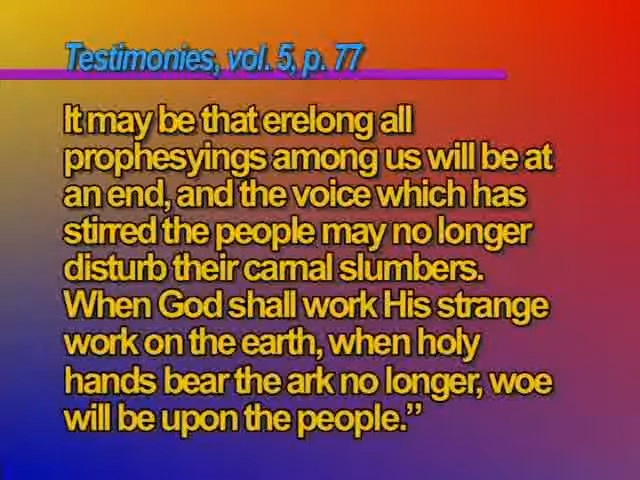 Testimonies, vol. 5, p. 77
It may be that erelong all
prophesyings among us will be at
an end, and the voice which has
stirred the people may no longer
disturb their carnal slumbers.
When God shall work His strange
work on the earth, when holy
hands bear the ark no longer, woe
will be upon the people.”